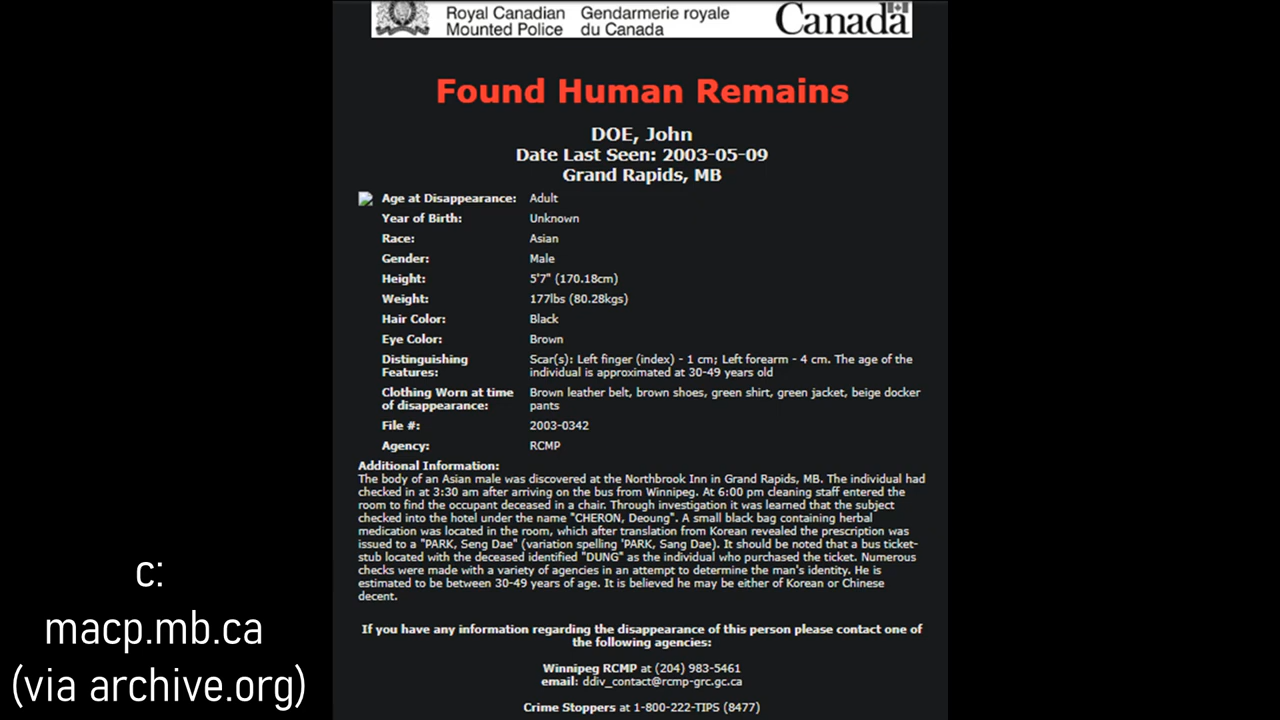 Royal Canadian Gendarmerie royale
Mounted Police du Canada
Canada
Found Human Remains
DOE, John
Date Last Seen: 2003-05-09
Grand Rapids, MB
Age at Disappearance: Adult
Year of Birth: Unknown
Race: Asian
Gender: Male
Height: 5'7" (170.18cm)
Weight: 177lbs (80.28kgs)
Hair Color: Black
Eye Color: Brown
Distinguishing Features: Scar(s): Left finger (index) - 1 cm; Left forearm - 4 cm. The age of the
individual is approximated at 30-49 years old
Clothing Worn at time of disappearance: Brown leather belt, brown shoes, green shirt, green jacket, beige docker
pants
File #: 2003-0342
Agency: RCMP
Additional Information:
The body of an Asian male was discovered at the Northbrook Inn in Grand Rapids, MB. The individual had
checked in at 3:30 am after arriving on the bus from Winnipeg. At 6:00 pm cleaning staff entered the
room to find the occupant deceased in a chair. Through investigation it was learned that the subject
checked into the hotel under the name "CHERON, Deoung". A small black bag containing herbal
medication was located in the room, which after translation from Korean revealed the prescription was
issued to a "PARK, Seng Dae" (variation spelling 'PARK, Sang Dae). It should be noted that a bus ticket-
stub located with the deceased identified "DUNG" as the individual who purchased the ticket. Numerous
checks were made with a variety of agencies in an attempt to determine the man's identity. He is
estimated to be between 30-49 years of age. It is believed he may be either of Korean or Chinese
decent.
If you have any information regarding the disappearance of this person please contact one of
the following agencies:
Winnipeg RCMP at (204) 983-5461
email: ddiv_contact@rcmp-grc.gc.ca
Crime Stoppers at 1-800-222-TIPS (8477)
c:
macp.mb.ca
(via archive.org)